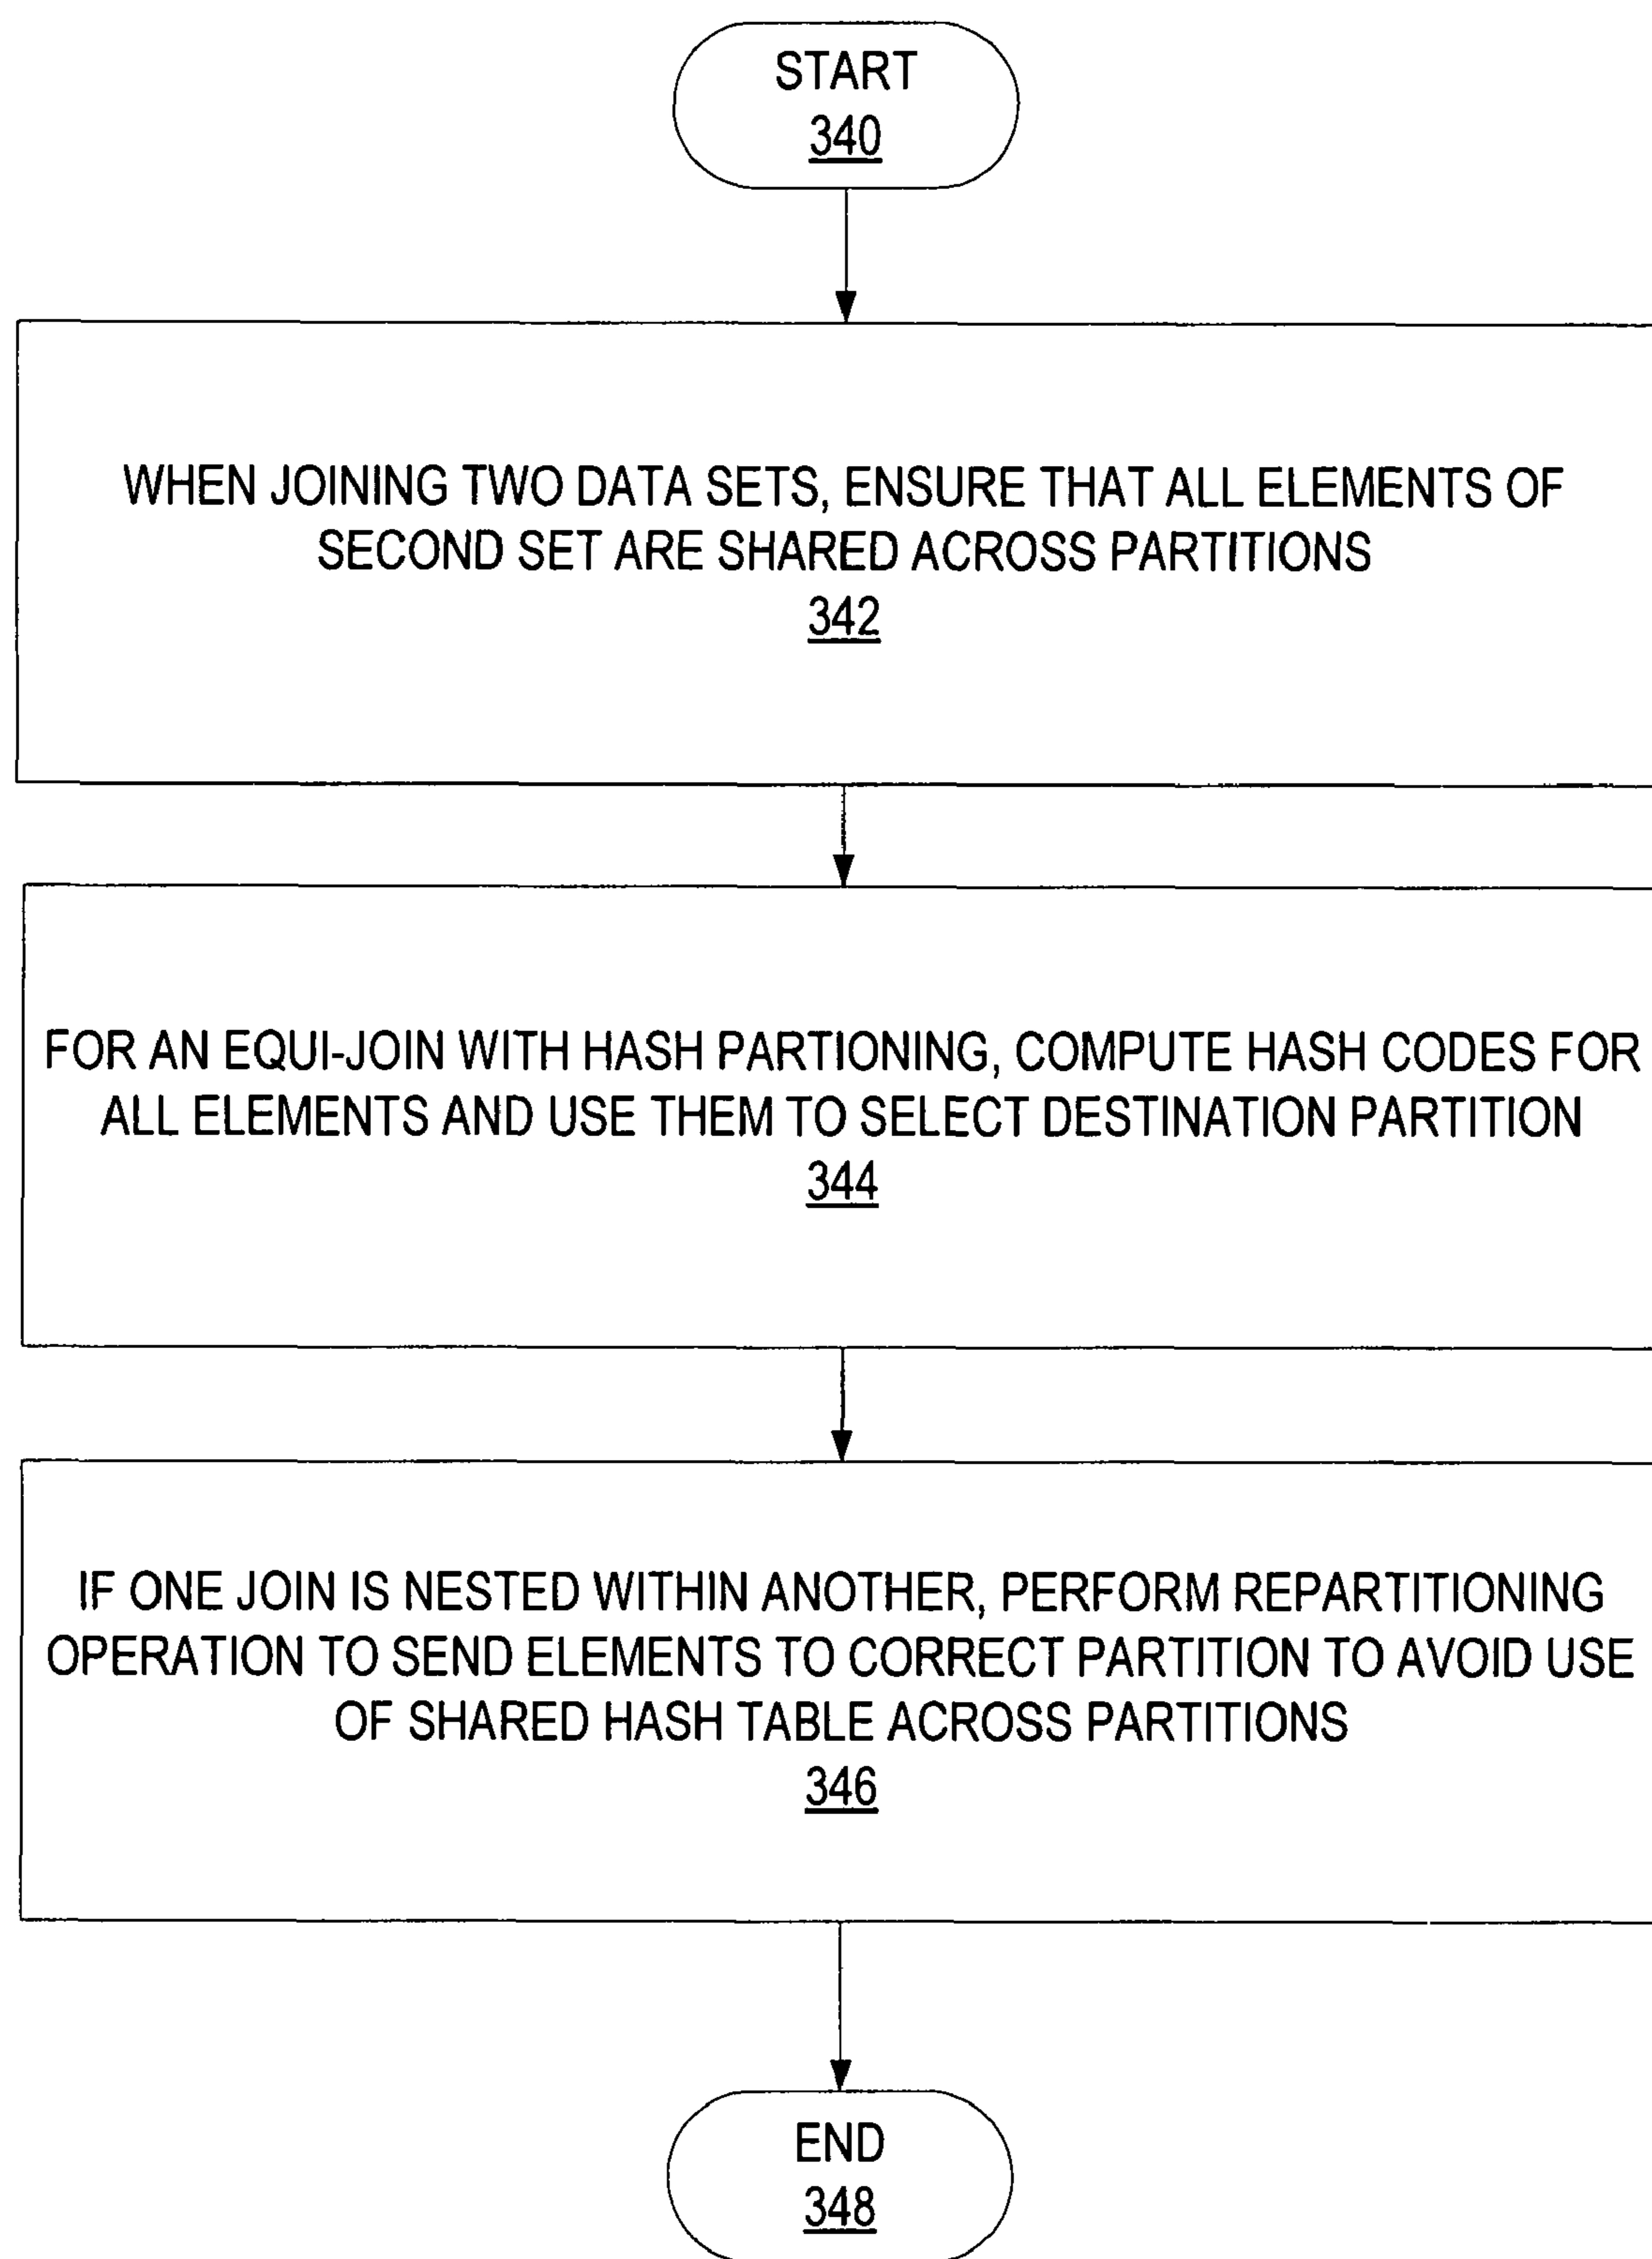 START
340
WHEN JOINING TWO DATA SETS, ENSURE THAT ALL ELEMENTS OF
SECOND SET ARE SHARED ACROSS PARTITIONS
342
FOR AN EQUI-JOIN WITH HASH PARTIONING, COMPUTE HASH CODES FOR
ALL ELEMENTS AND USE THEM TO SELECT DESTINATION PARTITION
344
IF ONE JOIN IS NESTED WITHIN ANOTHER, PERFORM REPARTITIONING
OPERATION TO SEND ELEMENTS TO CORRECT PARTITION TO AVOID USE
OF SHARED HASH TABLE ACROSS PARTITIONS
346
END
348